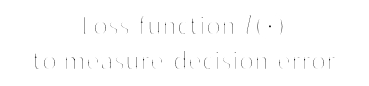 Loss function l(·)
to measure decision error